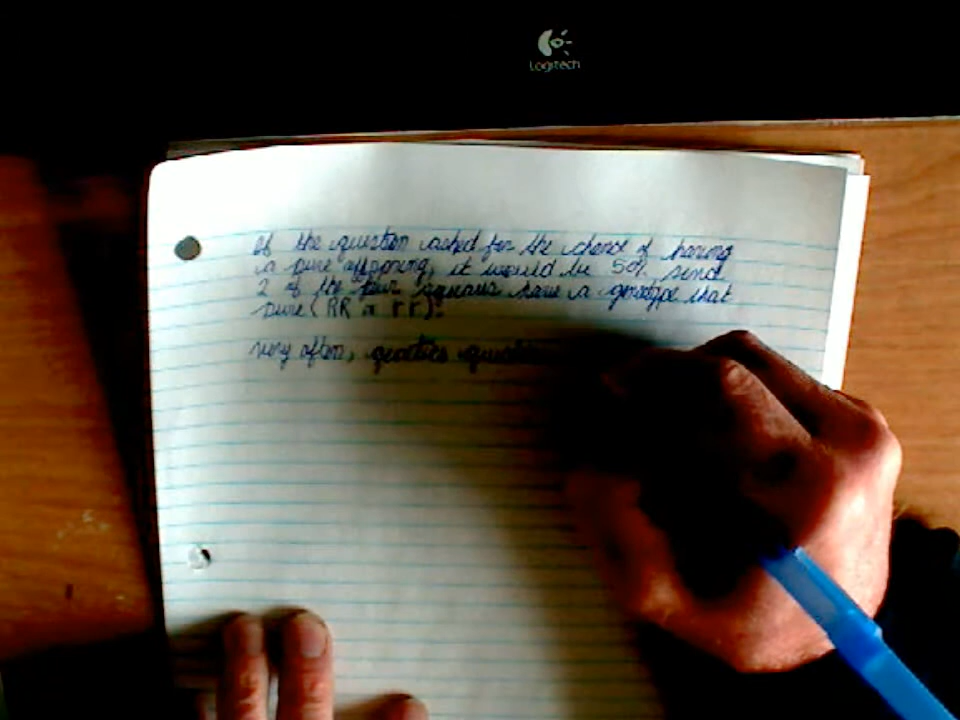 Logitech
If the question asked for the chance of having
a pure offspring, it would be 50% since
2 of the four squares have a genotype that
pure (RR or rr).
very often, genetics